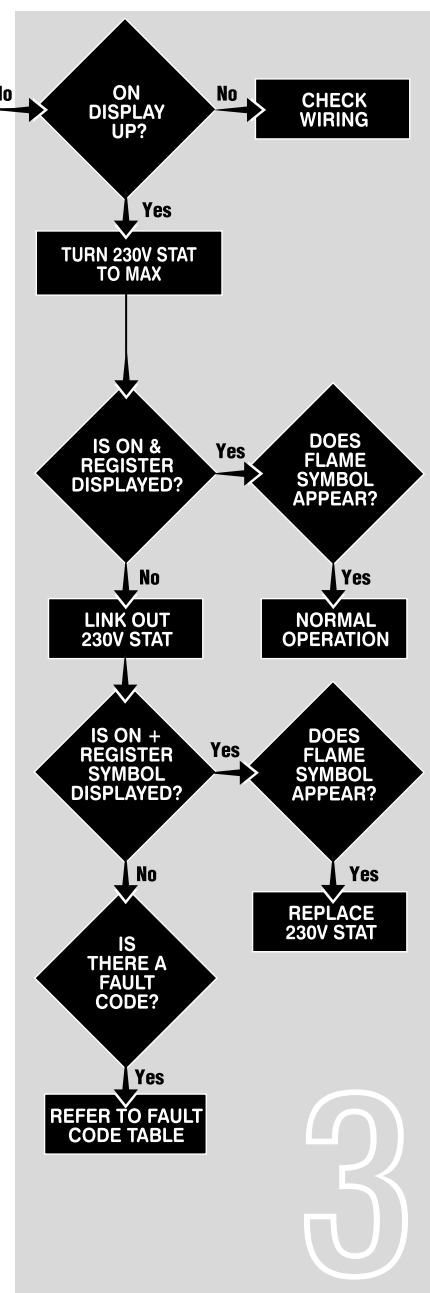 No
ON
DISPLAY
UP?
No
CHECK
WIRING
Yes
TURN 230V STAT
TO MAX
IS ON &
REGISTER
DISPLAYED?
Yes
DOES
FLAME
SYMBOL
APPEAR?
No
Yes
LINK OUT
230V STAT
NORMAL
OPERATION
IS ON +
REGISTER
SYMBOL
DISPLAYED?
Yes
DOES
FLAME
SYMBOL
APPEAR?
No
Yes
REPLACE
230V STAT
IS
THERE A
FAULT
CODE?
Yes
REFER TO FAULT
CODE TABLE
3